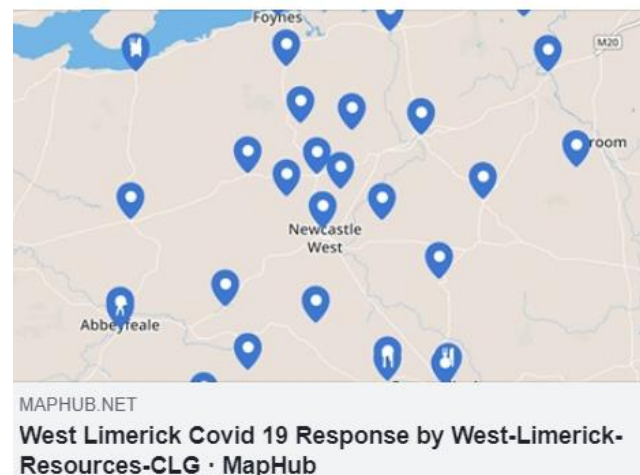 Foynes
M20
room
Newcastle
West
Abbeyfeale
MAPHUB.NET
West Limerick Covid 19 Response by West-Limerick-
Resources-CLG · MapHub